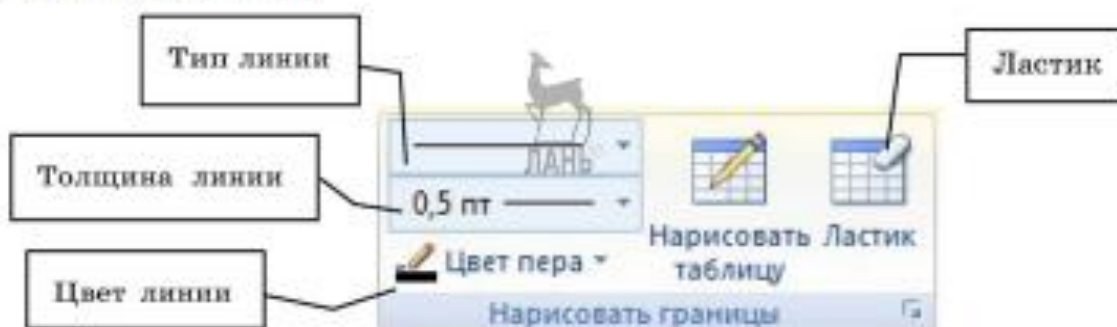 Тип линии
Ластик
ЛАНЬ
Толщина линии
0,5 пт
Нарисовать таблицу
Ластик
Цвет пера
Цвет линии
Нарисовать границы